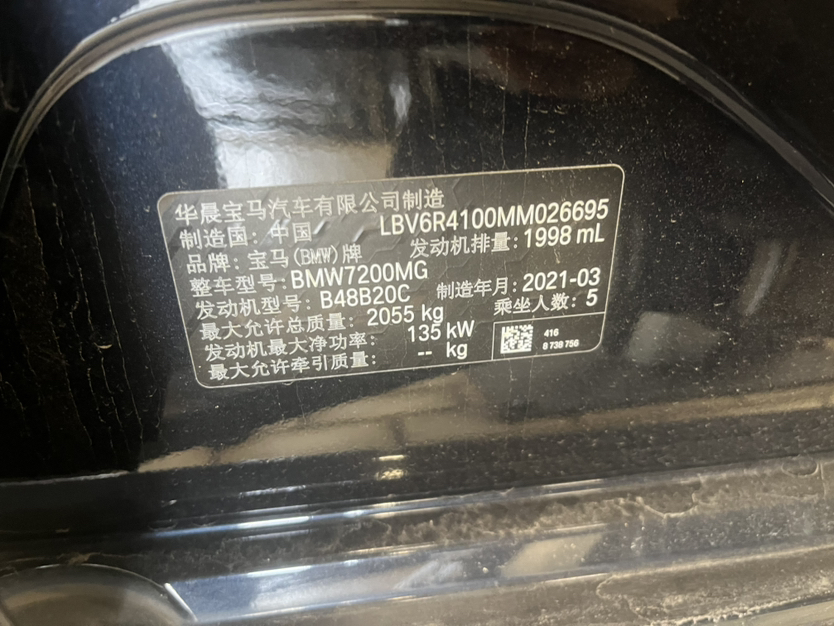 华晨宝马汽车有限公司制造
制造国: 中国 LBV6R4100MM026695
品牌: 宝马(BMW)牌 发动机排量: 1998 mL
整车型号: BMW7200MG
发动机型号: B48B20C 制造年月: 2021-03
最大允许总质量: 2055 kg 乘坐人数: 5
发动机最大净功率: 135 kW
最大允许牵引质量: -- kg
416
8 738 756